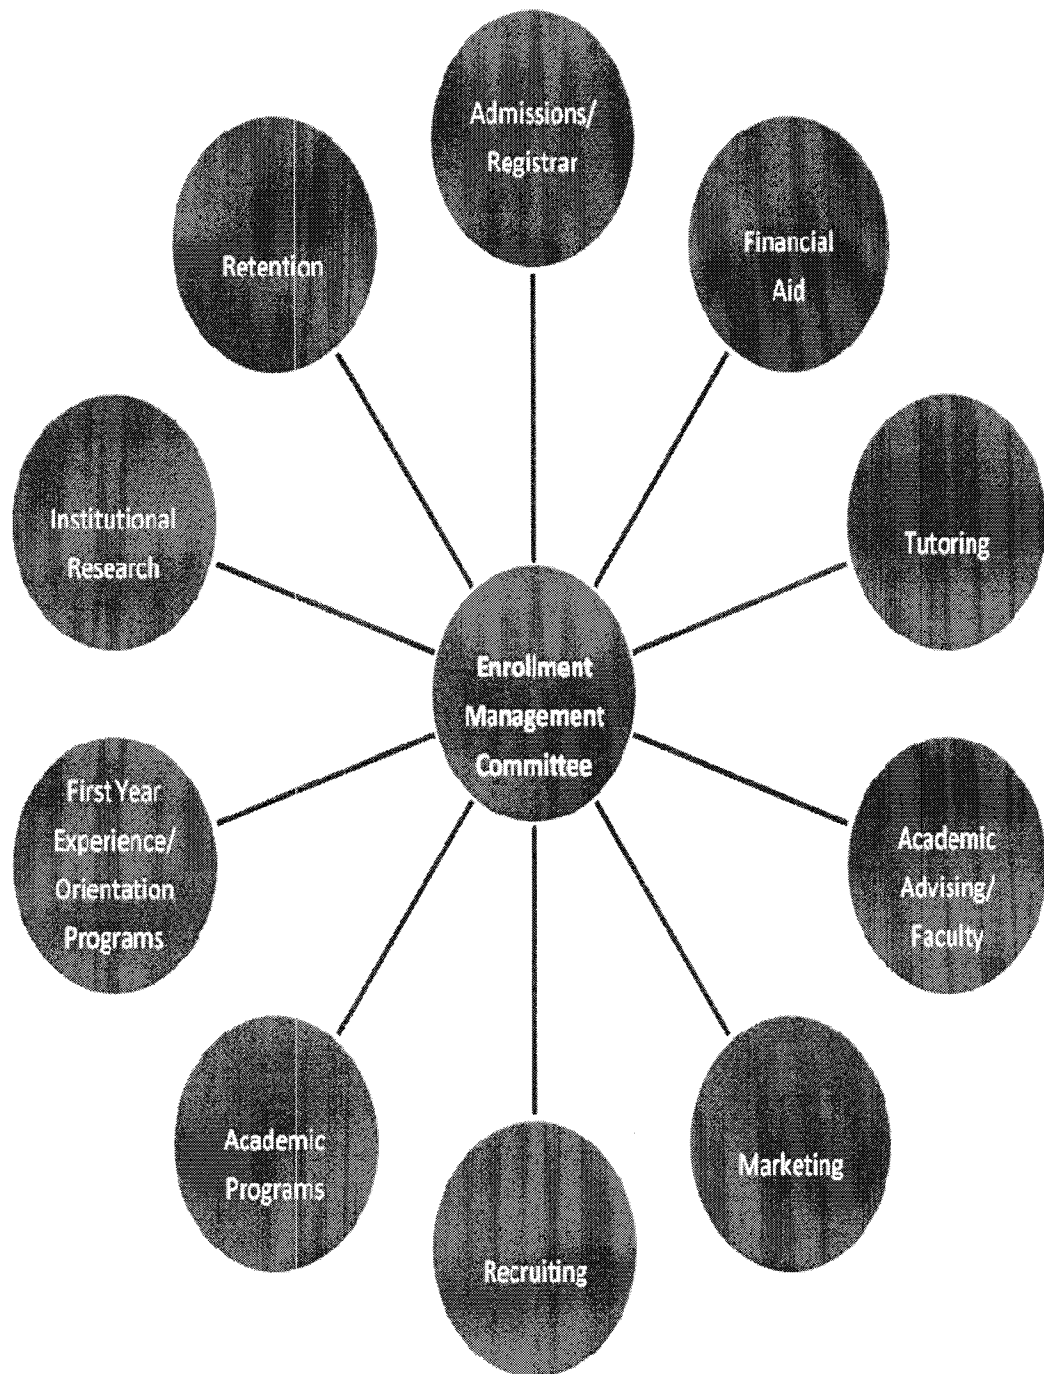 Admissions/
Registrar
Financial
Aid
Tutoring
Academic
Advising/
Faculty
Marketing
Recruiting
Academic
Programs
First Year
Experience/
Orientation
Programs
Institutional
Research
Retention
Enrollment
Management
Committee